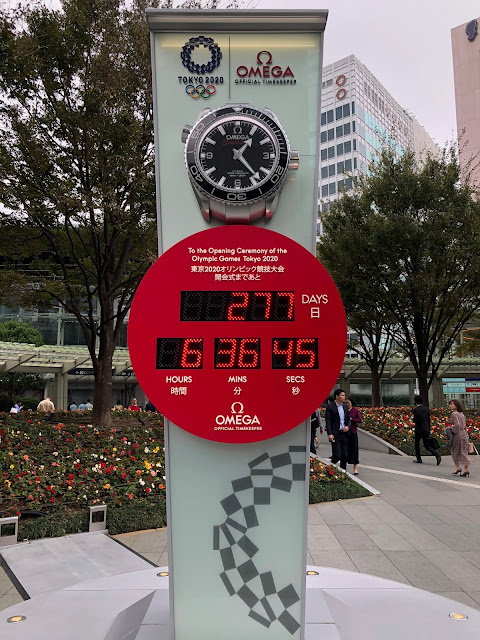 TOKYO 2020
OMEGA
OFFICIAL TIMEKEEPER
OMEGA
To the Opening Ceremony of the
Olympic Games Tokyo 2020
東京2020オリンピック競技大会
開会式まであと
277 DAYS
日
6 36 45
HOURS MINS SECS
時間 分 秒
OMEGA
OFFICIAL TIMEKEEPER